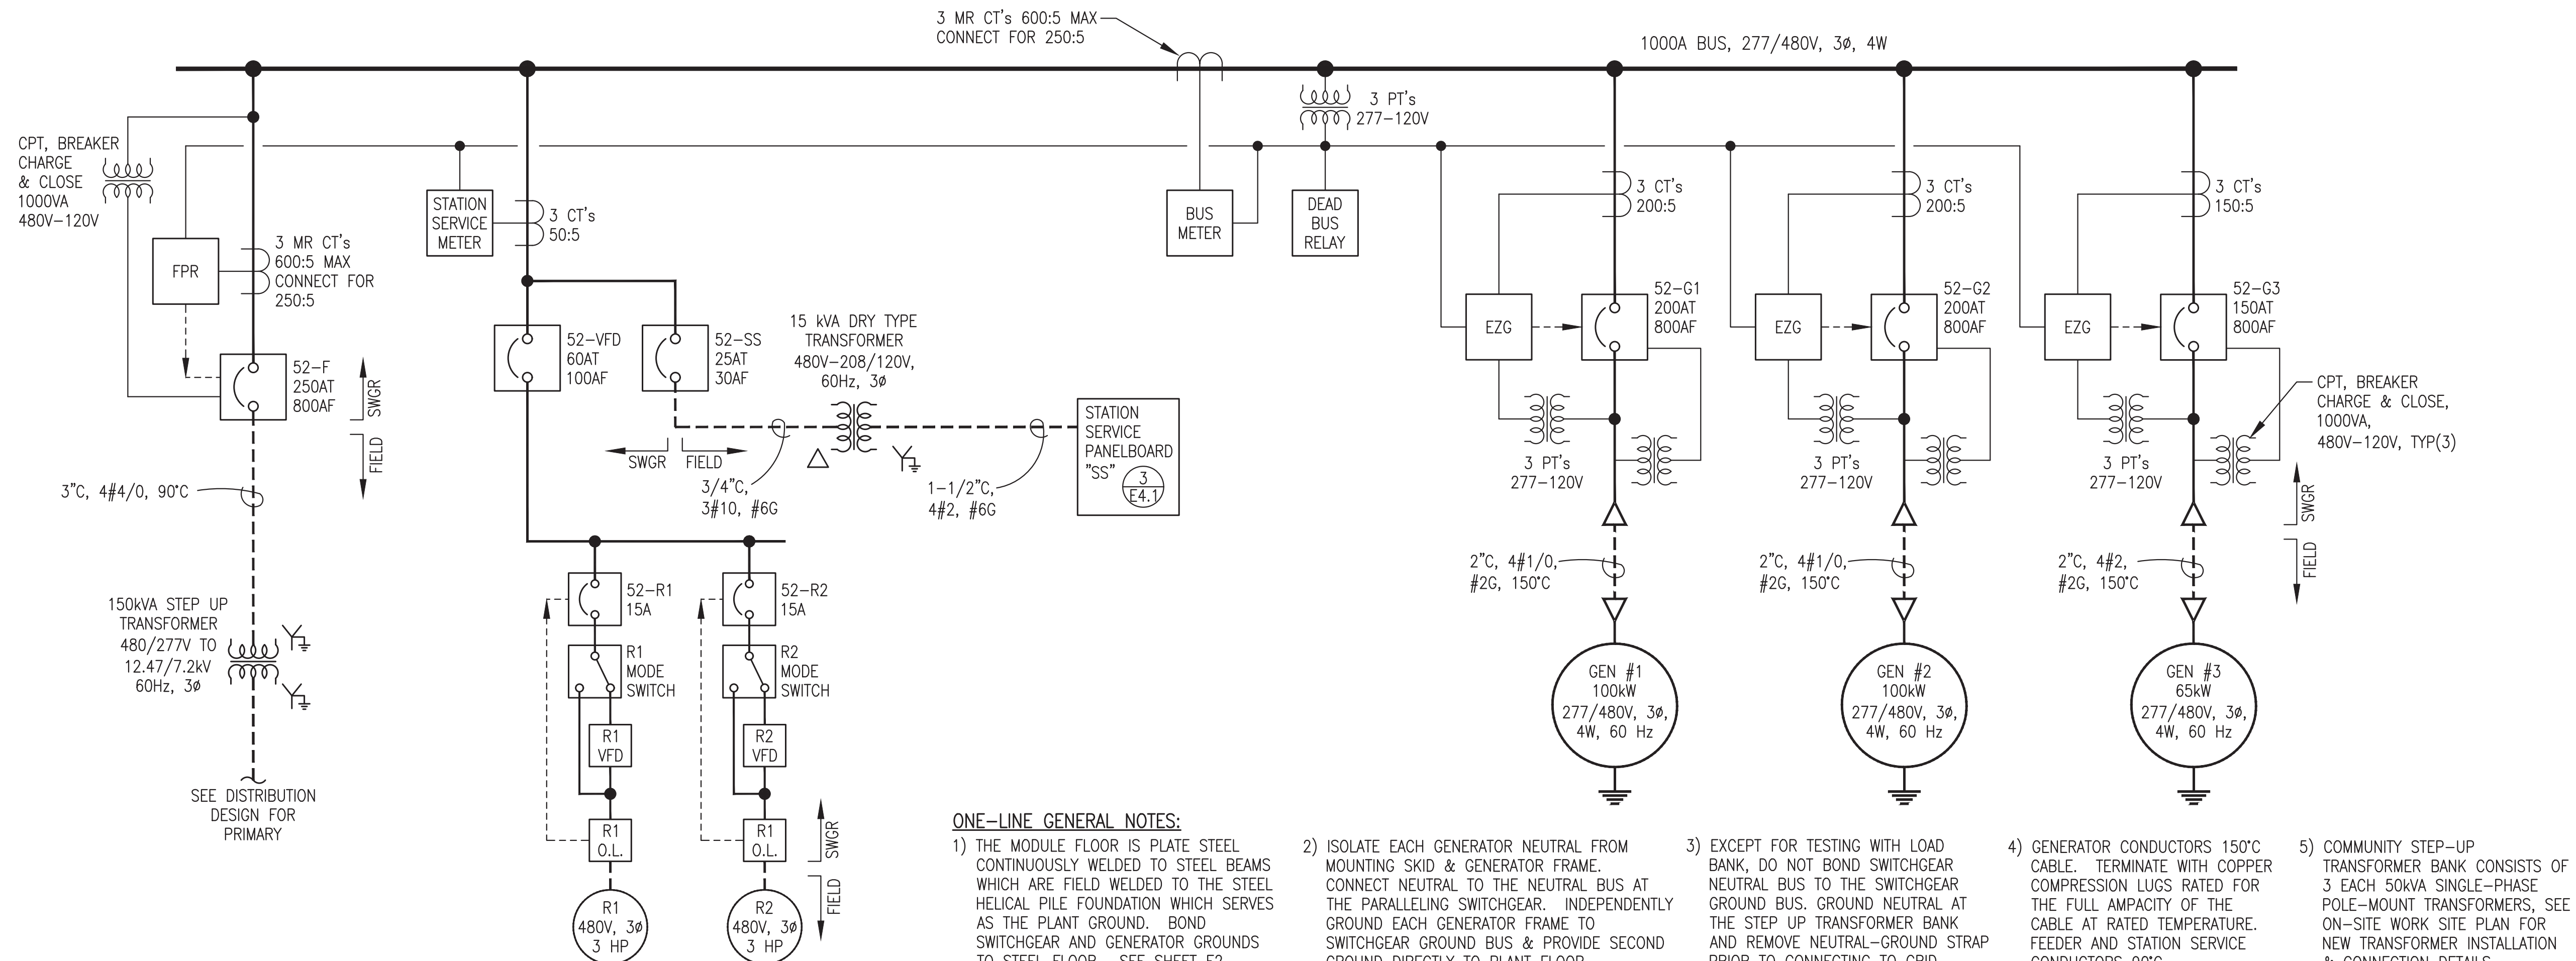 3 MR CT's 600:5 MAX
CONNECT FOR 250:5
1000A BUS, 277/480V, 3ø, 4W
3 PT's
277-120V
CPT, BREAKER
CHARGE
& CLOSE
1000VA
480V-120V
FPR
3 MR CT's
600:5 MAX
CONNECT FOR
250:5
52-F
250AT
800AF
SWGR
FIELD
3"C, 4#4/0, 90°C
150kVA STEP UP
TRANSFORMER
480/277V TO
12.47/7.2kV
60Hz, 3ø
SEE DISTRIBUTION
DESIGN FOR
PRIMARY
STATION
SERVICE
METER
3 CT's
50:5
52-VFD
60AT
100AF
52-SS
25AT
30AF
15 kVA DRY TYPE
TRANSFORMER
480V-208/120V,
60Hz, 3ø
SWGR
FIELD
3/4"C,
3#10, #6G
1-1/2"C,
4#2, #6G
STATION
SERVICE
PANELBOARD
"SS"
3
E4.1
52-R1
15A
52-R2
15A
R1
MODE
SWITCH
R2
MODE
SWITCH
R1
VFD
R2
VFD
R1
O.L.
R1
O.L.
SWGR
FIELD
R1
480V, 3ø
3 HP
R2
480V, 3ø
3 HP
BUS
METER
DEAD
BUS
RELAY
3 CT's
200:5
EZG
52-G1
200AT
800AF
3 PT's
277-120V
2"C, 4#1/0,
#2G, 150°C
GEN #1
100kW
277/480V, 3ø,
4W, 60 Hz
3 CT's
200:5
EZG
52-G2
200AT
800AF
3 PT's
277-120V
2"C, 4#1/0,
#2G, 150°C
GEN #2
100kW
277/480V, 3ø,
4W, 60 Hz
3 CT's
150:5
EZG
52-G3
150AT
800AF
3 PT's
277-120V
CPT, BREAKER
CHARGE & CLOSE,
1000VA,
480V-120V, TYP(3)
SWGR
FIELD
2"C, 4#2,
#2G, 150°C
GEN #3
65kW
277/480V, 3ø,
4W, 60 Hz
ONE-LINE GENERAL NOTES:
1) THE MODULE FLOOR IS PLATE STEEL
CONTINUOUSLY WELDED TO STEEL BEAMS
WHICH ARE FIELD WELDED TO THE STEEL
HELICAL PILE FOUNDATION WHICH SERVES
AS THE PLANT GROUND. BOND
SWITCHGEAR AND GENERATOR GROUNDS
TO STEEL FLOOR. SEE SHEET E2
2) ISOLATE EACH GENERATOR NEUTRAL FROM
MOUNTING SKID & GENERATOR FRAME.
CONNECT NEUTRAL TO THE NEUTRAL BUS AT
THE PARALLELING SWITCHGEAR. INDEPENDENTLY
GROUND EACH GENERATOR FRAME TO
SWITCHGEAR GROUND BUS & PROVIDE SECOND
GROUND DIRECTLY TO PLANT FLOOR
3) EXCEPT FOR TESTING WITH LOAD
BANK, DO NOT BOND SWITCHGEAR
NEUTRAL BUS TO THE SWITCHGEAR
GROUND BUS. GROUND NEUTRAL AT
THE STEP UP TRANSFORMER BANK
AND REMOVE NEUTRAL-GROUND STRAP
PRIOR TO CONNECTING TO GRID
4) GENERATOR CONDUCTORS 150°C
CABLE. TERMINATE WITH COPPER
COMPRESSION LUGS RATED FOR
THE FULL AMPACITY OF THE
CABLE AT RATED TEMPERATURE.
FEEDER AND STATION SERVICE
CONDUCTORS 90°C
5) COMMUNITY STEP-UP
TRANSFORMER BANK CONSISTS OF
3 EACH 50kVA SINGLE-PHASE
POLE-MOUNT TRANSFORMERS, SEE
ON-SITE WORK SITE PLAN FOR
NEW TRANSFORMER INSTALLATION
& CONNECTION DETAILS